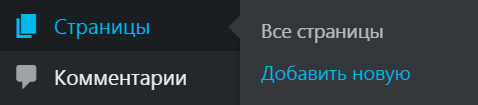 Страницы
Комментарии
Все страницы
Добавить новую